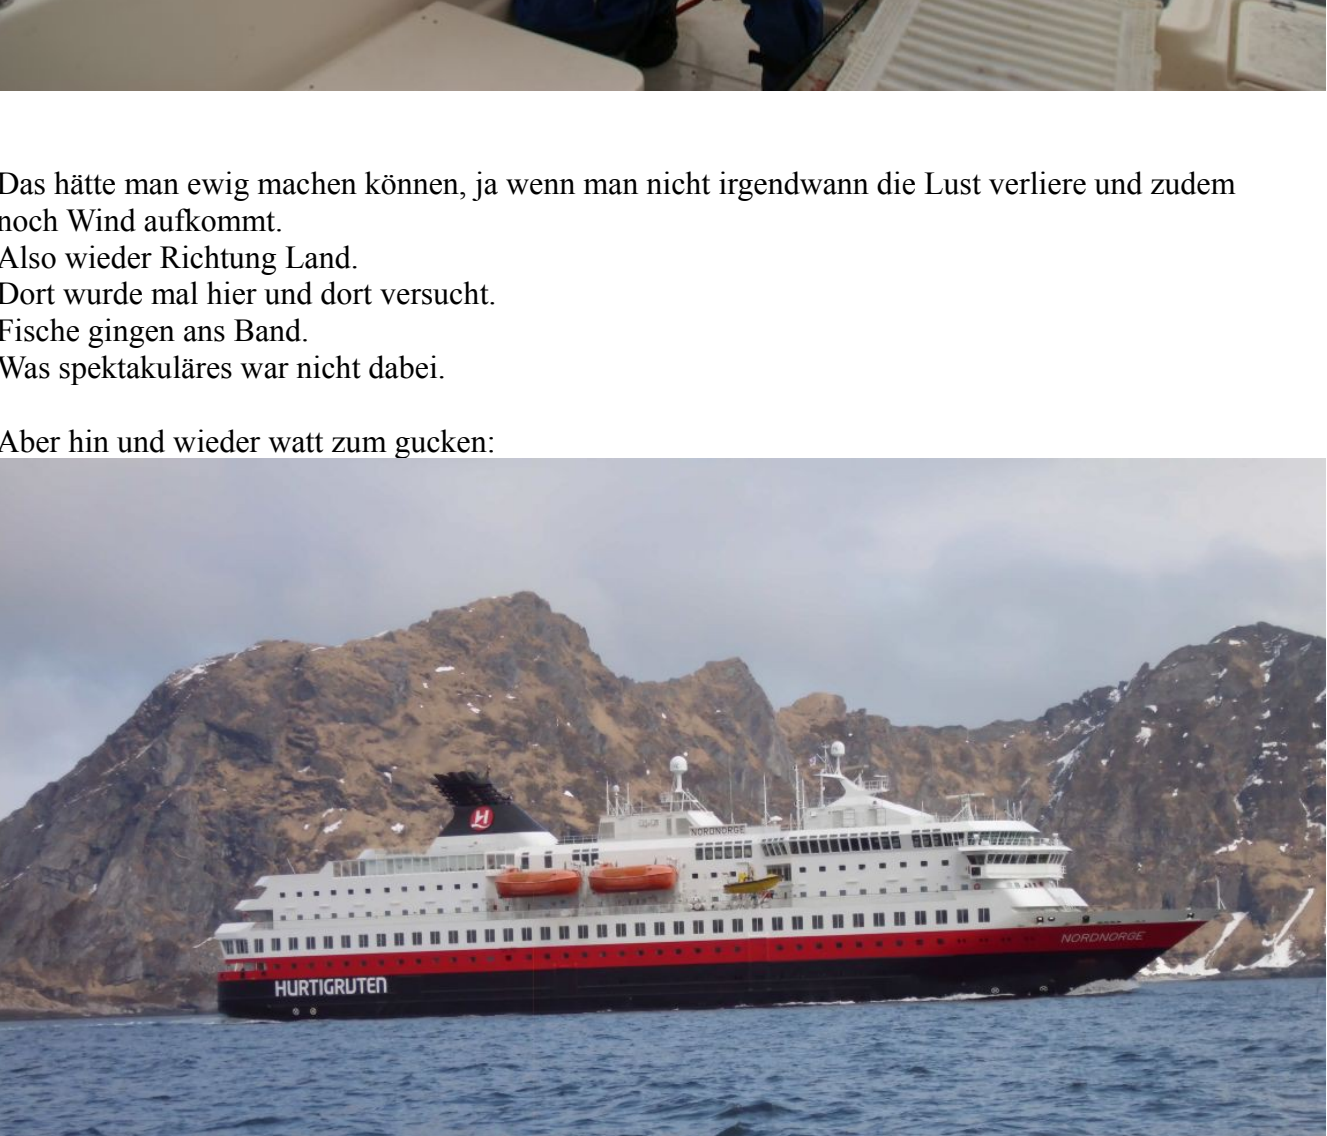 Das hätte man ewig machen können, ja wenn man nicht irgendwann die Lust verliere und zudem
noch Wind aufkommt.
Also wieder Richtung Land.
Dort wurde mal hier und dort versucht.
Fische gingen ans Band.
Was spektakuläres war nicht dabei.
Aber hin und wieder watt zum gucken:
NORDNORGE
NORDNORGE
HURTIGRUTEN